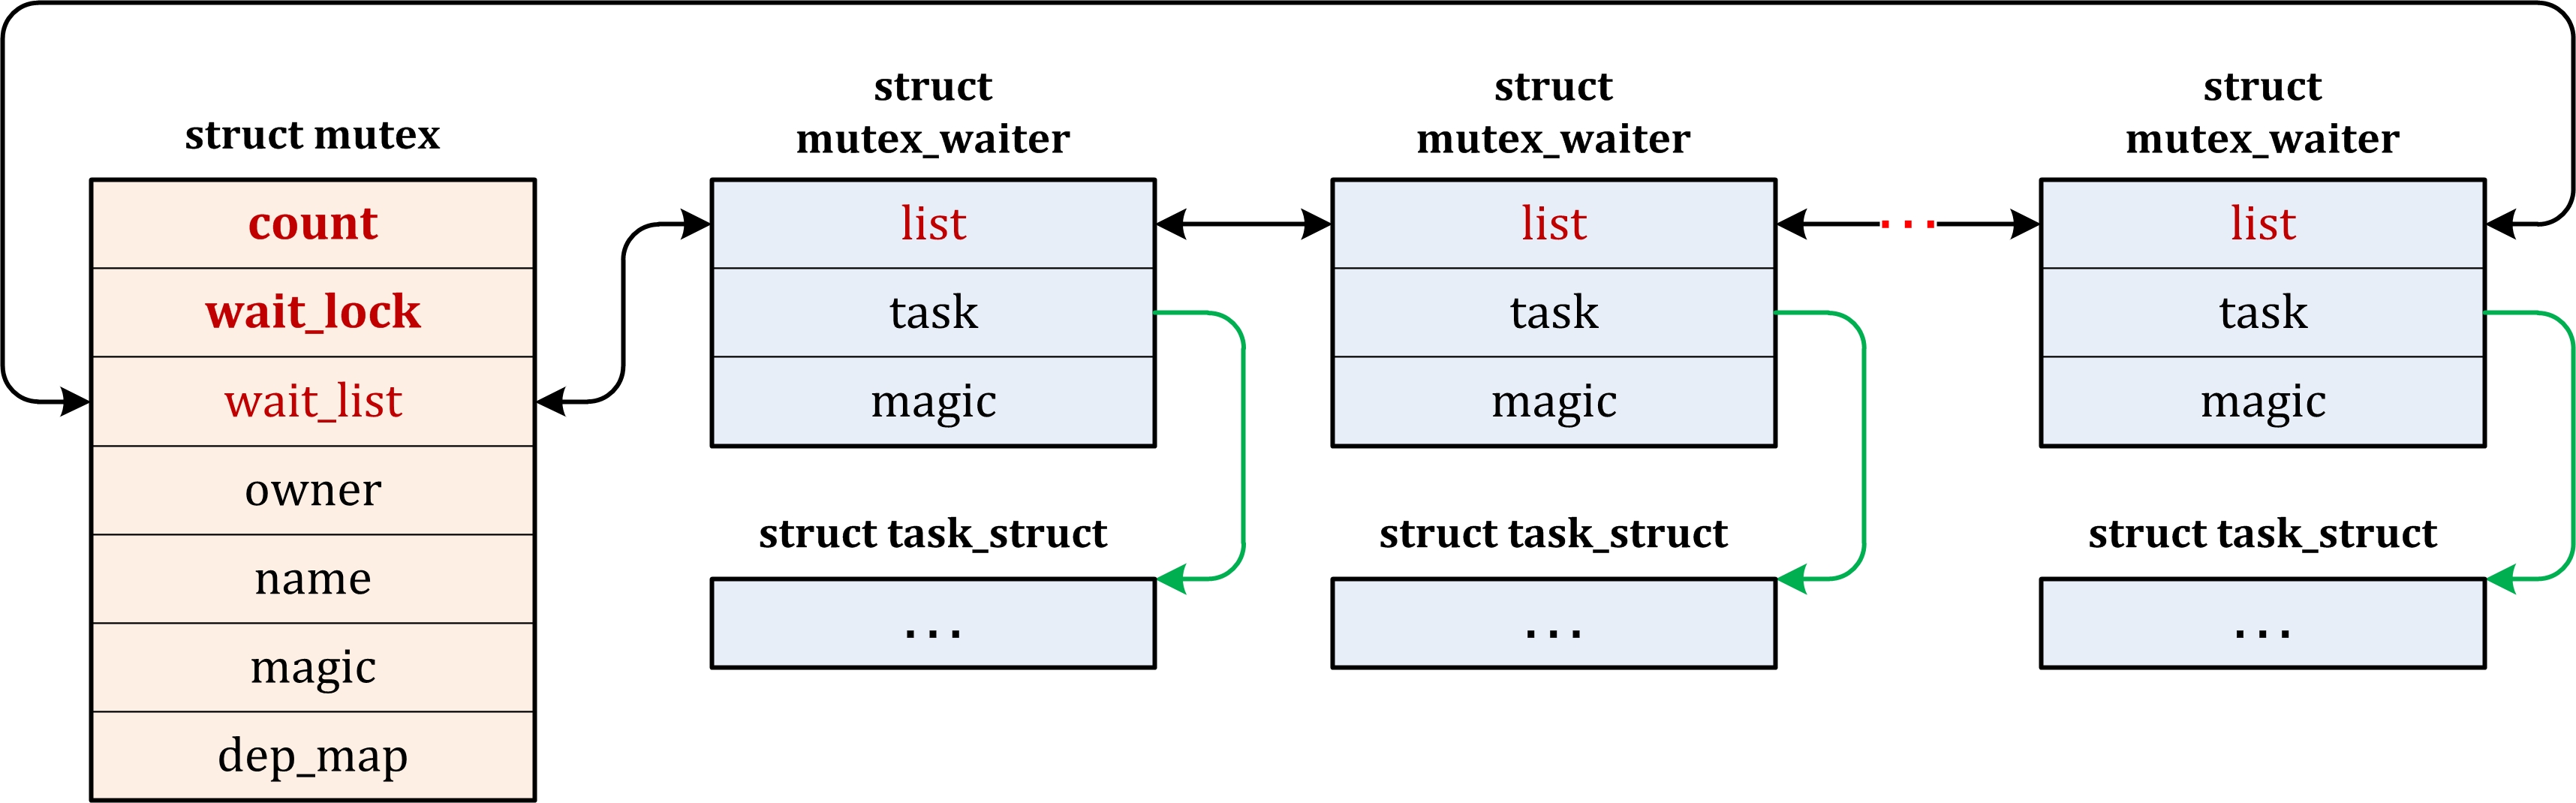 struct mutex
count
wait_lock
wait_list
owner
name
magic
dep_map
struct
mutex_waiter
list
task
magic
struct task_struct
...
struct
mutex_waiter
list
task
magic
struct task_struct
...
...
struct
mutex_waiter
list
task
magic
struct task_struct
...